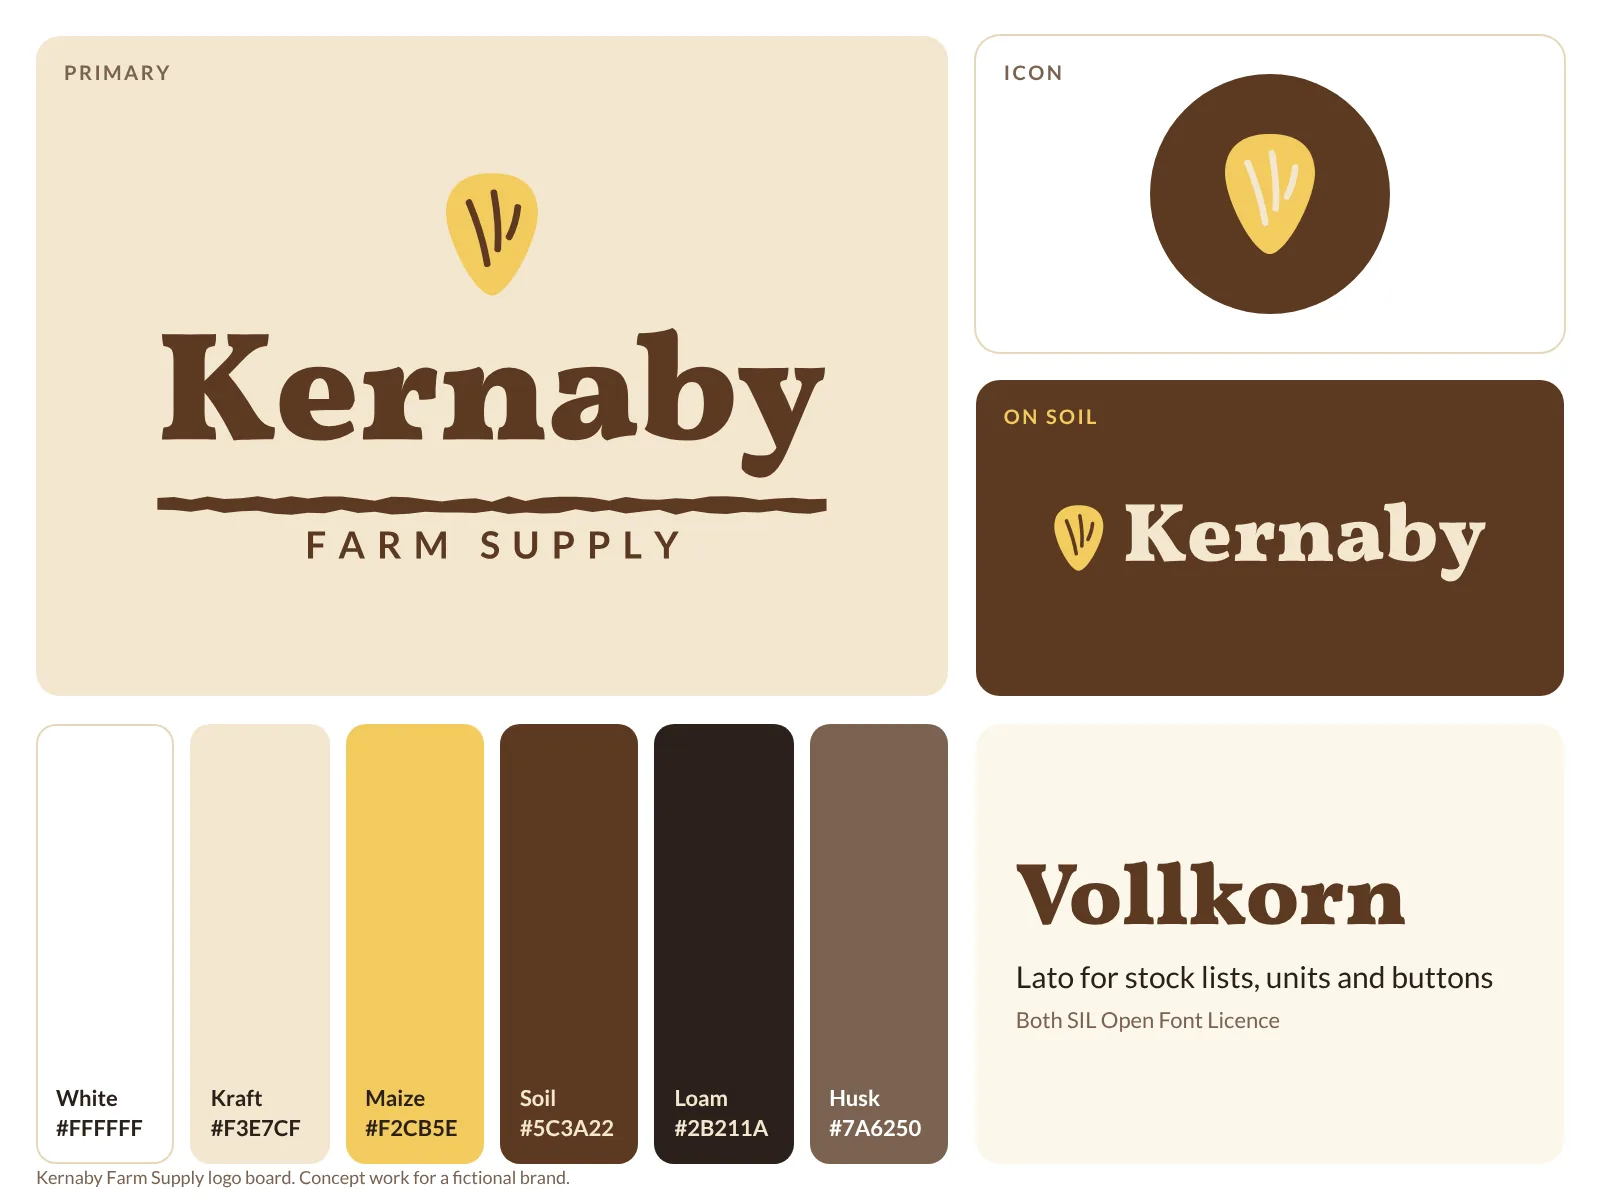 PRIMARY
Kernaby
FARM SUPPLY
ICON
ON SOIL
Kernaby
White
#FFFFFF
Kraft
#F3E7CF
Maize
#F2CB5E
Soil
#5C3A22
Loam
#2B211A
Husk
#7A6250
Vollkorn
Lato for stock lists, units and buttons
Both SIL Open Font Licence
Kernaby Farm Supply logo board. Concept work for a fictional brand.